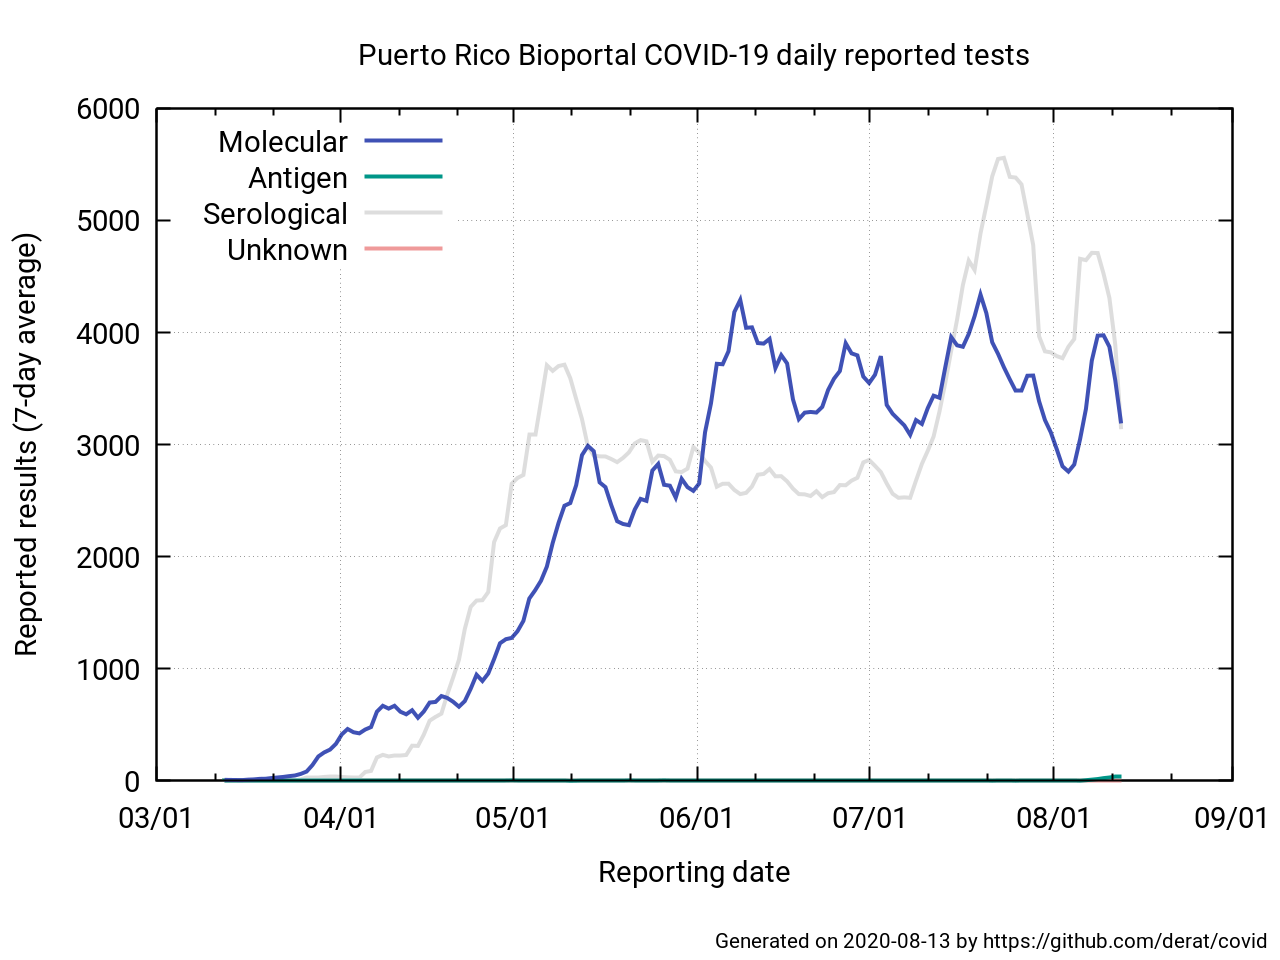 Puerto Rico Bioportal COVID-19 daily reported tests
6000
5000
4000
3000
2000
1000
0
Molecular
Antigen
Serological
Unknown
Reported results (7-day average)
03/01 04/01 05/01 06/01 07/01 08/01 09/01
Reporting date
Generated on 2020-08-13 by https://github.com/derat/covid